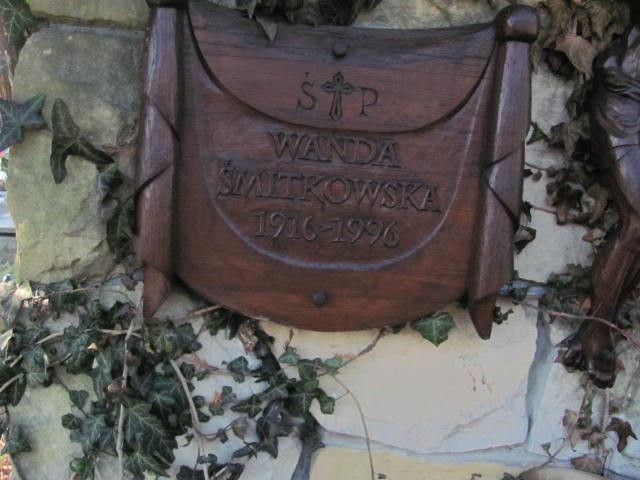 Ś P
WANDA
ŚMITKOWSKA
1916-1996